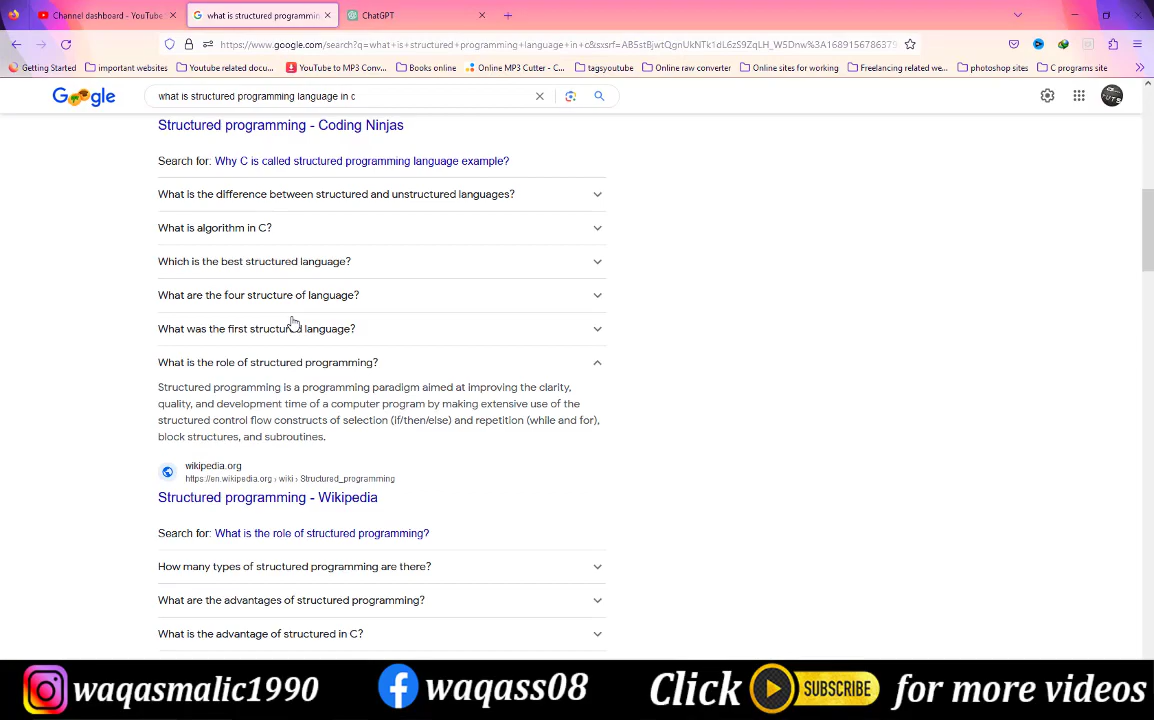 Channel dashboard - YouTube
what is structured programmin
ChatGPT
https://www.google.com/search?q=what+is+structured+programming+language+in+c&sxsrf=AB5stBjwtQgnUkNTk1dL6zS9ZqLH_W5Dnw%3A1689156786379
Getting Started
important websites
Youtube related docu...
YouTube to MP3 Conv...
Books online
Online MP3 Cutter - C...
tagsyoutube
Online raw converter
Online sites for working
Freelancing related we...
photoshop sites
C programs site
Google
what is structured programming language in c
Structured programming - Coding Ninjas
Search for: Why C is called structured programming language example?
What is the difference between structured and unstructured languages?
What is algorithm in C?
Which is the best structured language?
What are the four structure of language?
What was the first structured language?
What is the role of structured programming?
Structured programming is a programming paradigm aimed at improving the clarity,
quality, and development time of a computer program by making extensive use of the
structured control flow constructs of selection (if/then/else) and repetition (while and for),
block structures, and subroutines.
wikipedia.org
https://en.wikipedia.org › wiki › Structured_programming
Structured programming - Wikipedia
Search for: What is the role of structured programming?
How many types of structured programming are there?
What are the advantages of structured programming?
What is the advantage of structured in C?
waqasmalic1990
waqass08
Click SUBSCRIBE for more videos